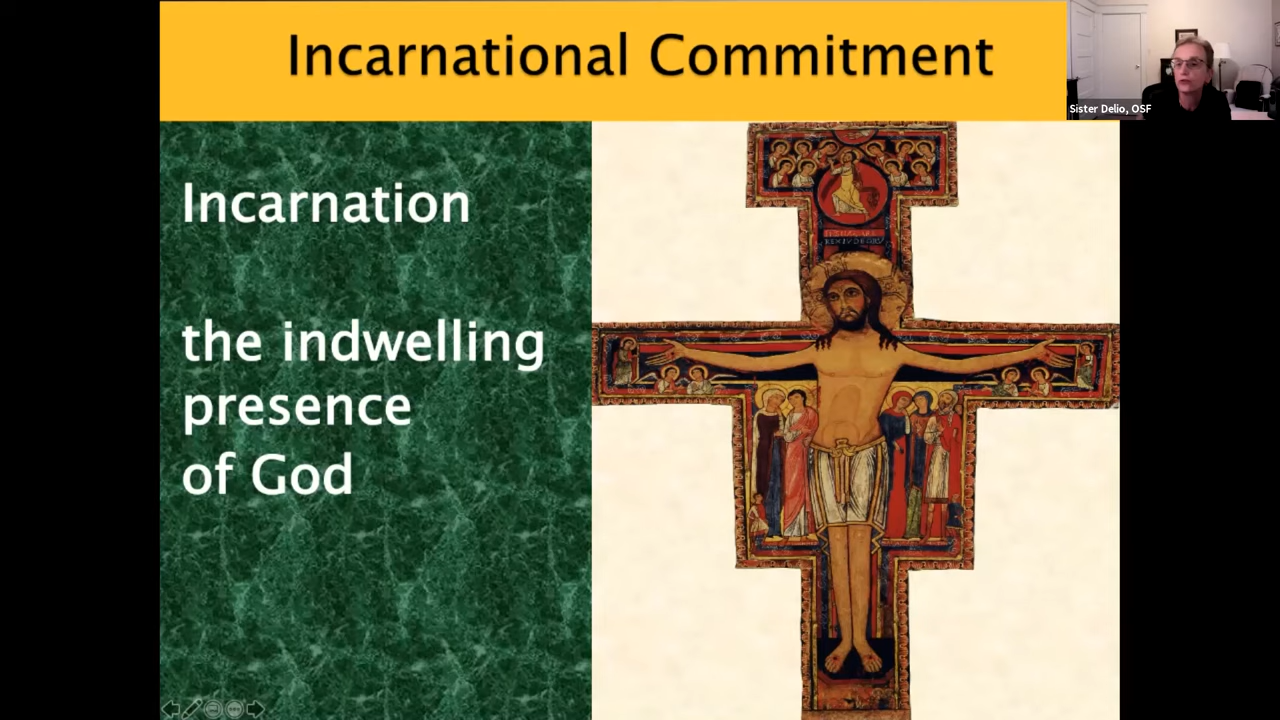 Incarnational Commitment
Sister Delio, OSF
Incarnation
the indwelling
presence
of God